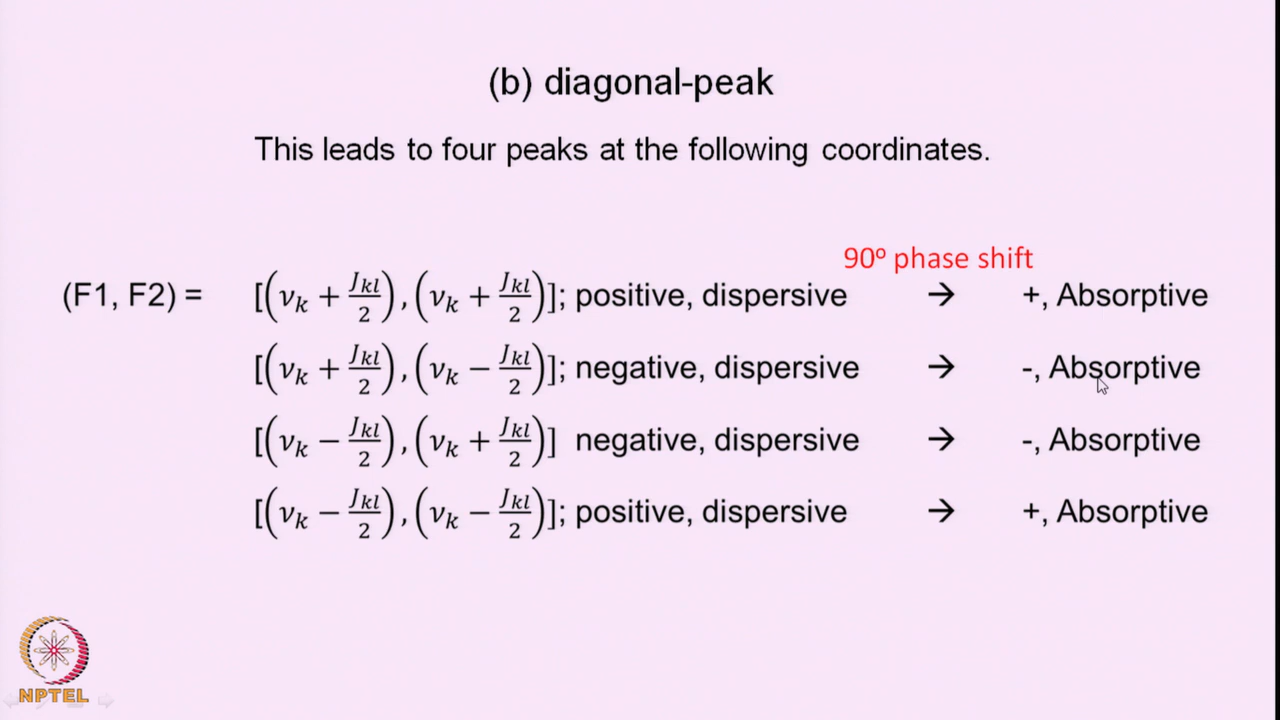 (b) diagonal-peak
This leads to four peaks at the following coordinates.
90º phase shift
(F1, F2) = [(νk + Jkl/2), (νk + Jkl/2)]; positive, dispersive → +, Absorptive
[(νk + Jkl/2), (νk − Jkl/2)]; negative, dispersive → -, Absorptive
[(νk − Jkl/2), (νk + Jkl/2)] negative, dispersive → -, Absorptive
[(νk − Jkl/2), (νk − Jkl/2)]; positive, dispersive → +, Absorptive
NPTEL